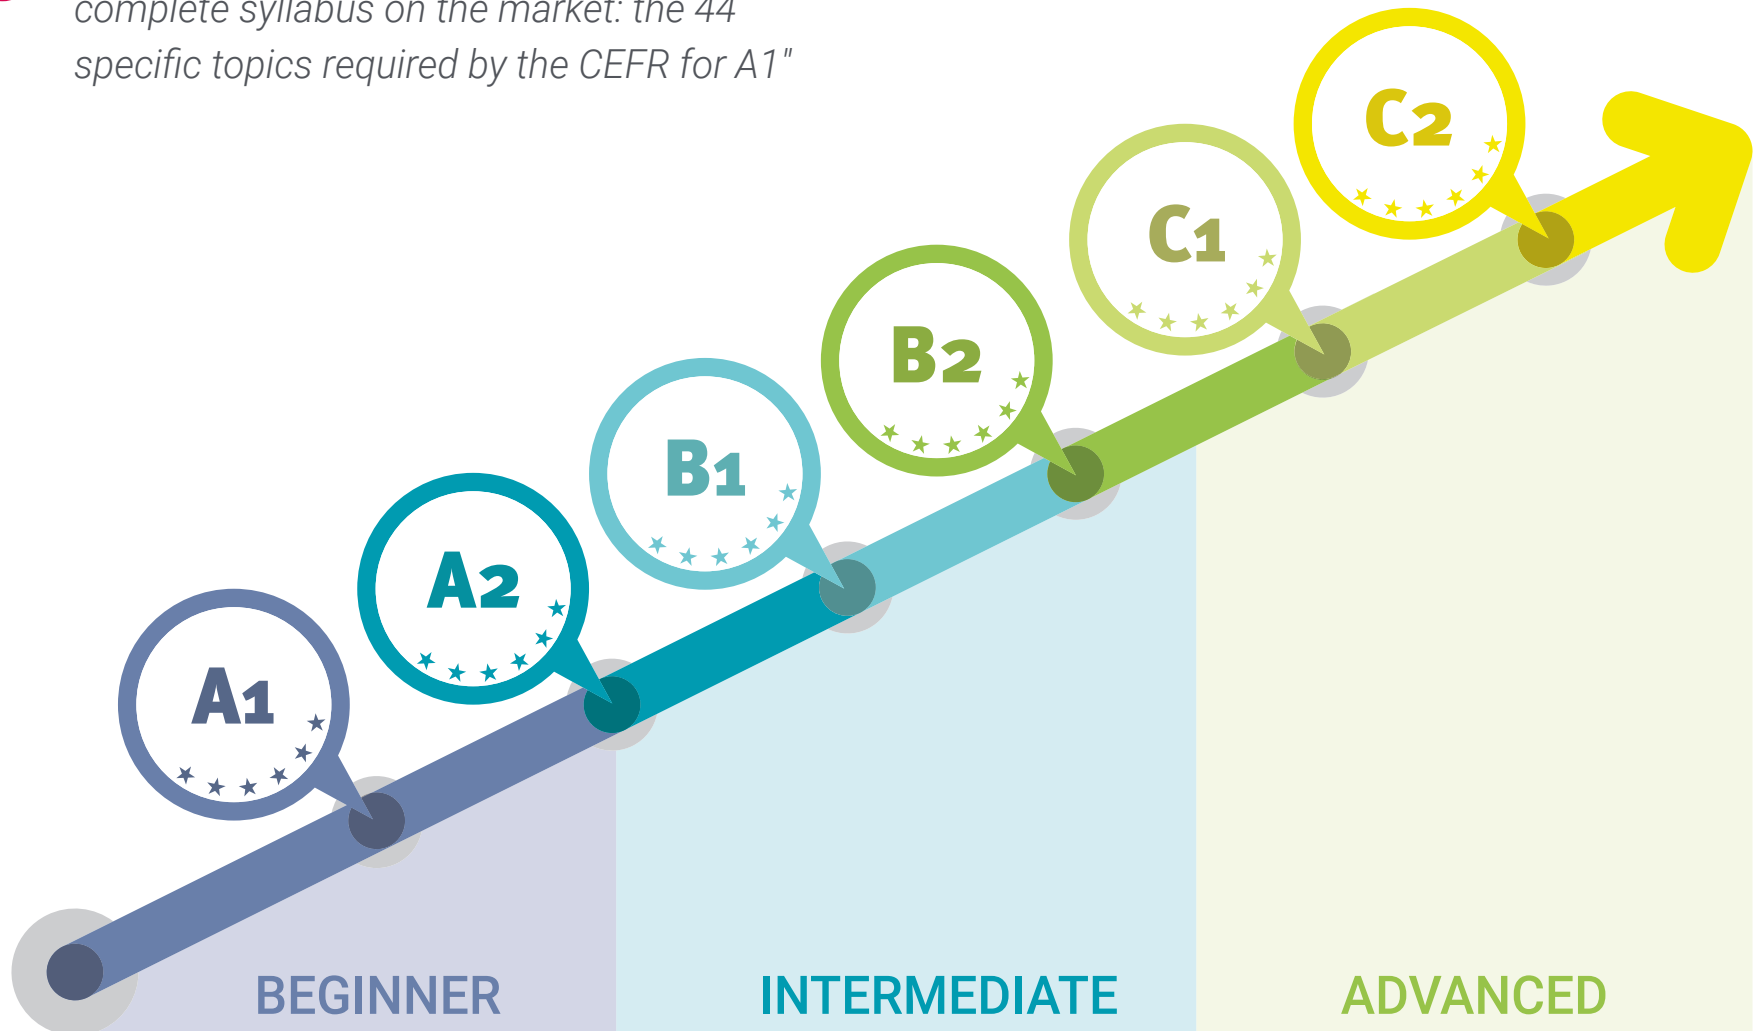 complete syllabus on the market: the 44
specific topics required by the CEFR for A1"
C2
C1
B2
B1
A2
A1
BEGINNER INTERMEDIATE ADVANCED